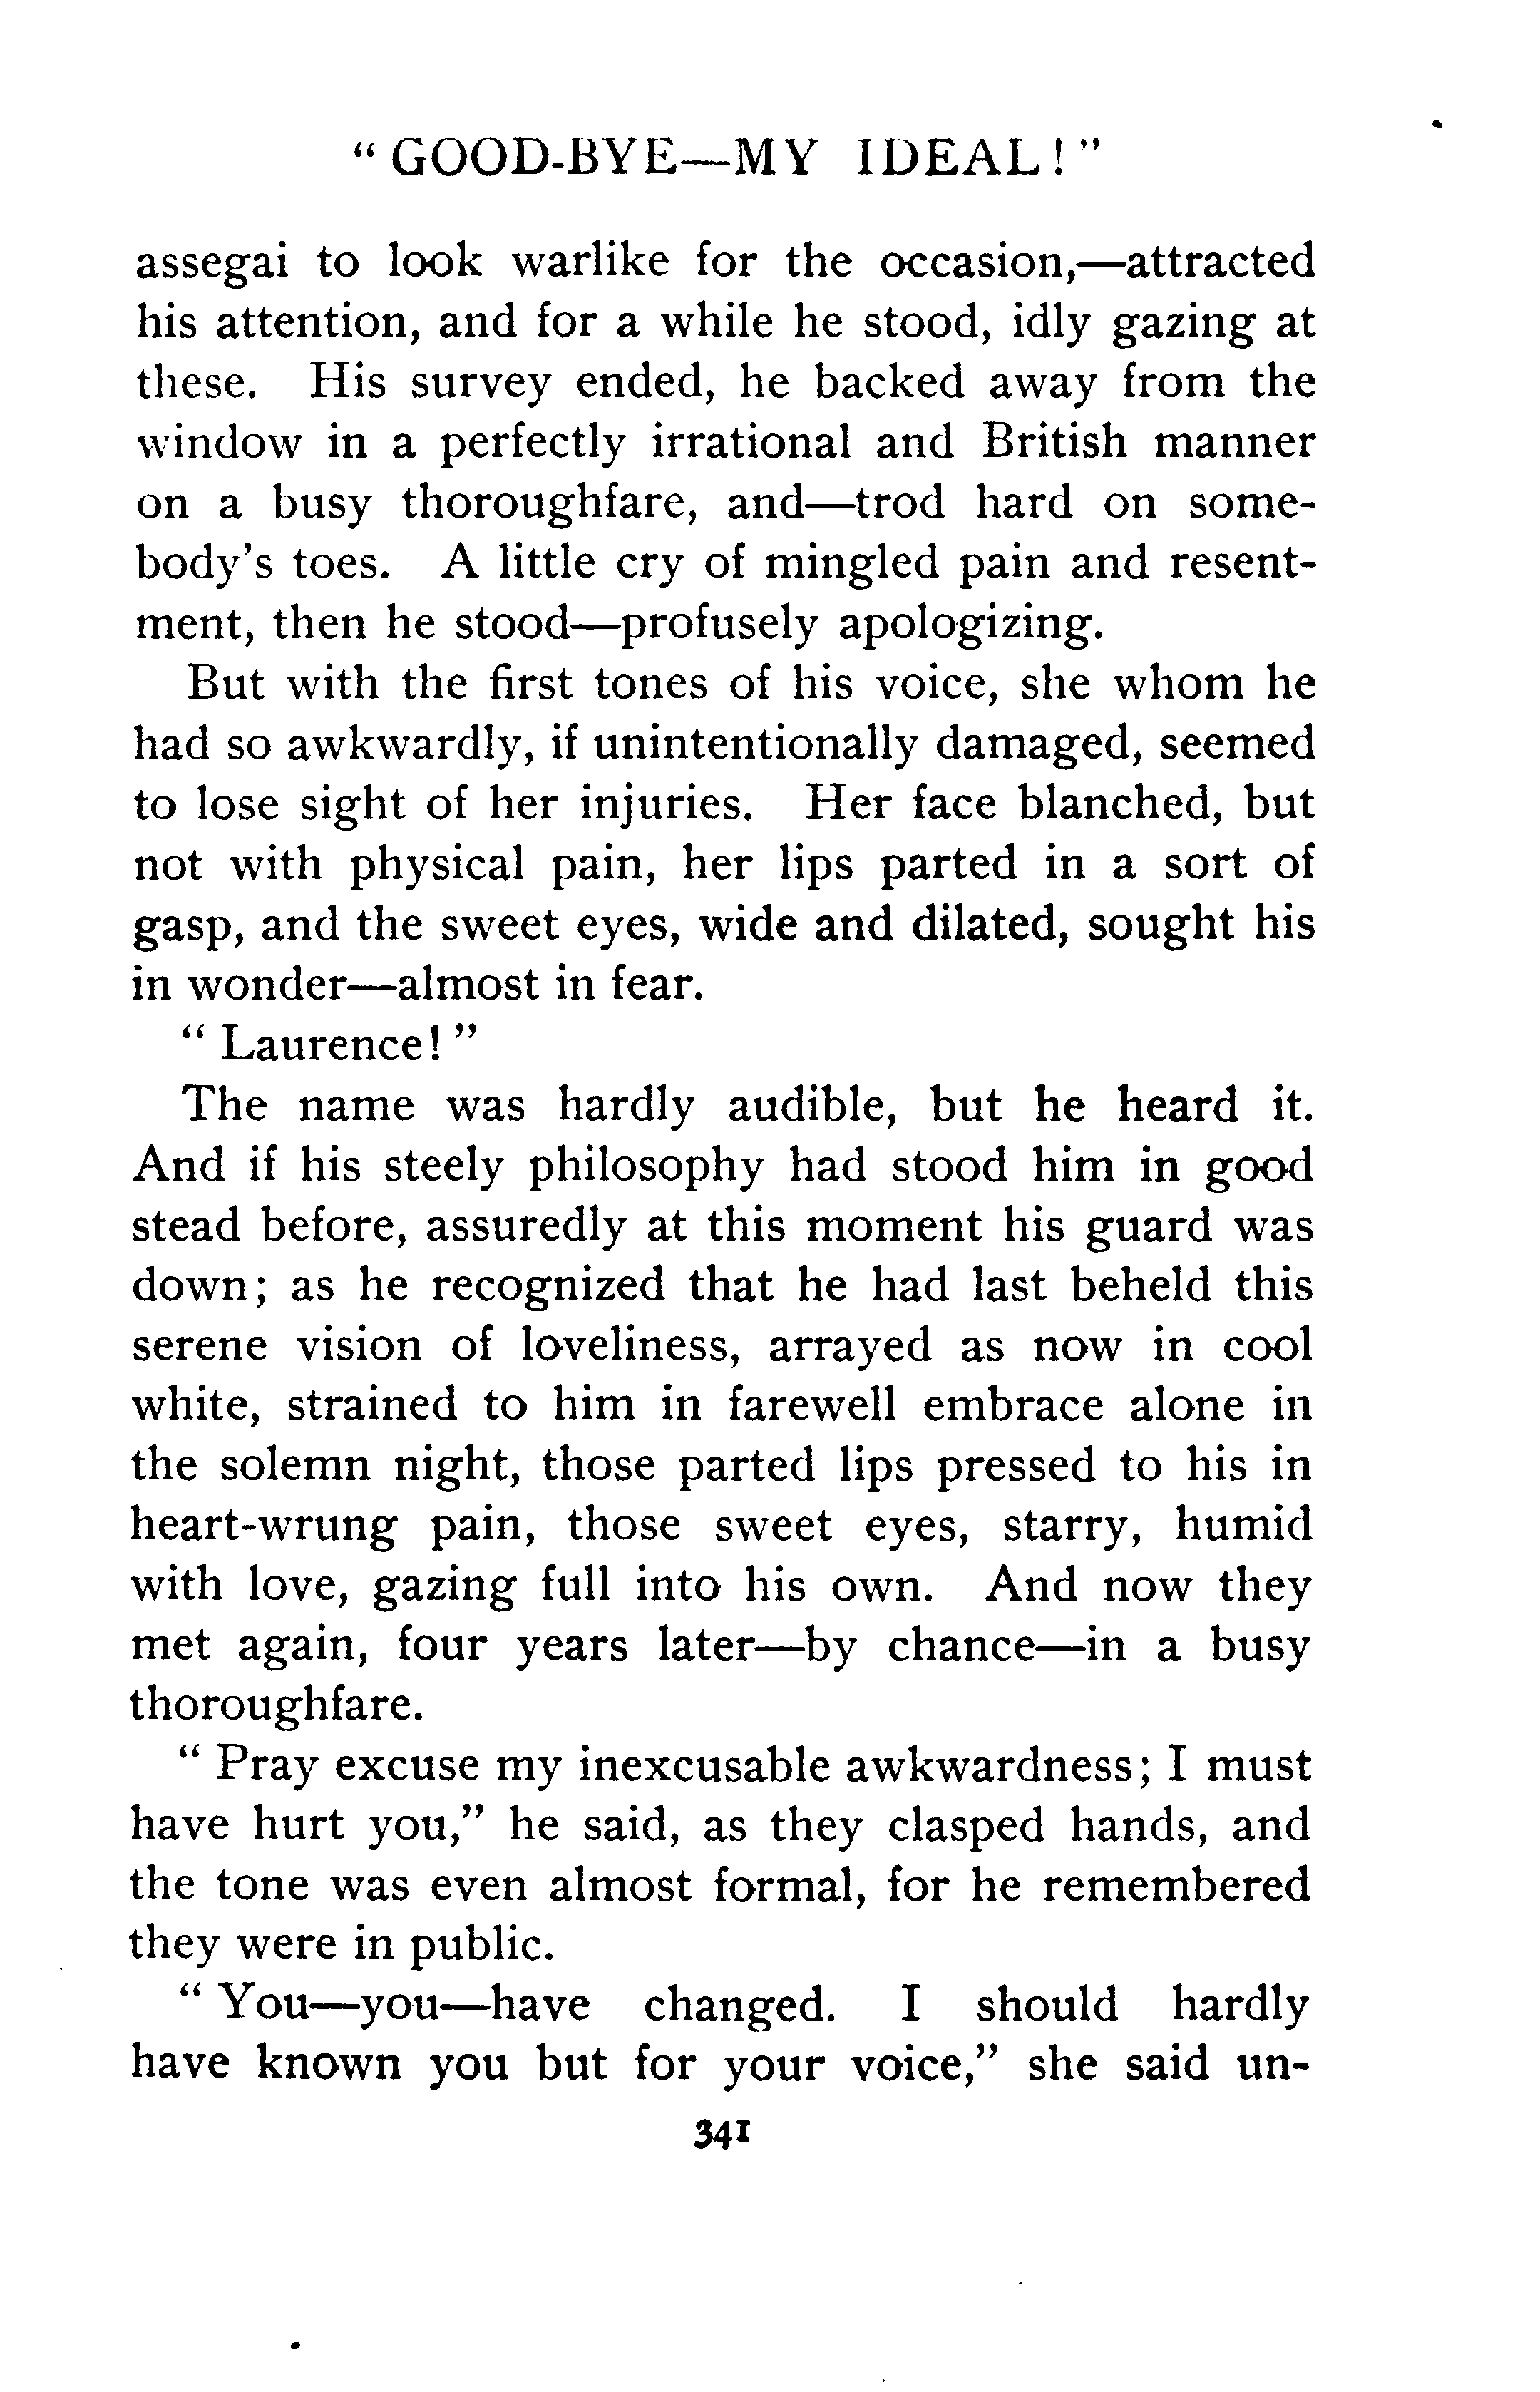 “ GOOD-BYE—MY IDEAL! ”
assegai to look warlike for the occasion,—attracted
his attention, and for a while he stood, idly gazing at
these. His survey ended, he backed away from the
window in a perfectly irrational and British manner
on a busy thoroughfare, and—trod hard on some-
body’s toes. A little cry of mingled pain and resent-
ment, then he stood—profusely apologizing.
But with the first tones of his voice, she whom he
had so awkwardly, if unintentionally damaged, seemed
to lose sight of her injuries. Her face blanched, but
not with physical pain, her lips parted in a sort of
gasp, and the sweet eyes, wide and dilated, sought his
in wonder—almost in fear.
“ Laurence! ”
The name was hardly audible, but he heard it.
And if his steely philosophy had stood him in good
stead before, assuredly at this moment his guard was
down; as he recognized that he had last beheld this
serene vision of loveliness, arrayed as now in cool
white, strained to him in farewell embrace alone in
the solemn night, those parted lips pressed to his in
heart-wrung pain, those sweet eyes, starry, humid
with love, gazing full into his own. And now they
met again, four years later—by chance—in a busy
thoroughfare.
“ Pray excuse my inexcusable awkwardness; I must
have hurt you,” he said, as they clasped hands, and
the tone was even almost formal, for he remembered
they were in public.
“ You—you—have changed. I should hardly
have known you but for your voice,” she said un-
341